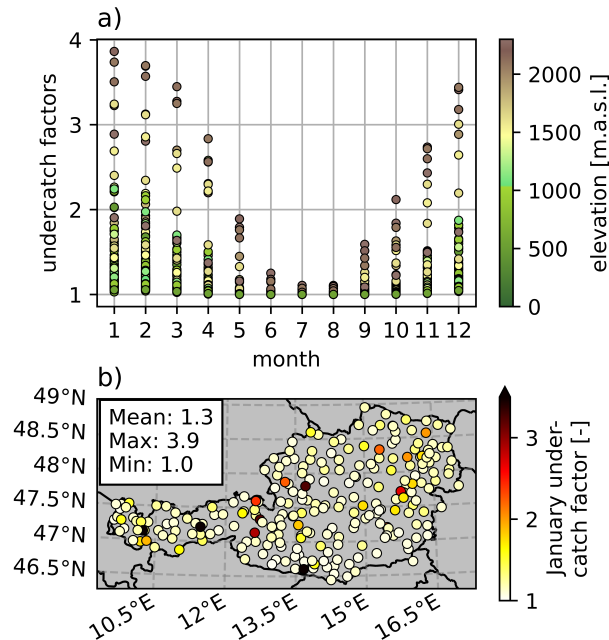 a)
4
3
2
1
undercatch factors
1 2 3 4 5 6 7 8 9 10 11 12
month
2000
1500
1000
500
0
elevation [m.a.s.l.]
b)
49°N
48.5°N
48°N
47.5°N
47°N
46.5°N
Mean: 1.3
Max: 3.9
Min: 1.0
10.5°E 12°E 13.5°E 15°E 16.5°E
3
2
1
January under-
catch factor [-]